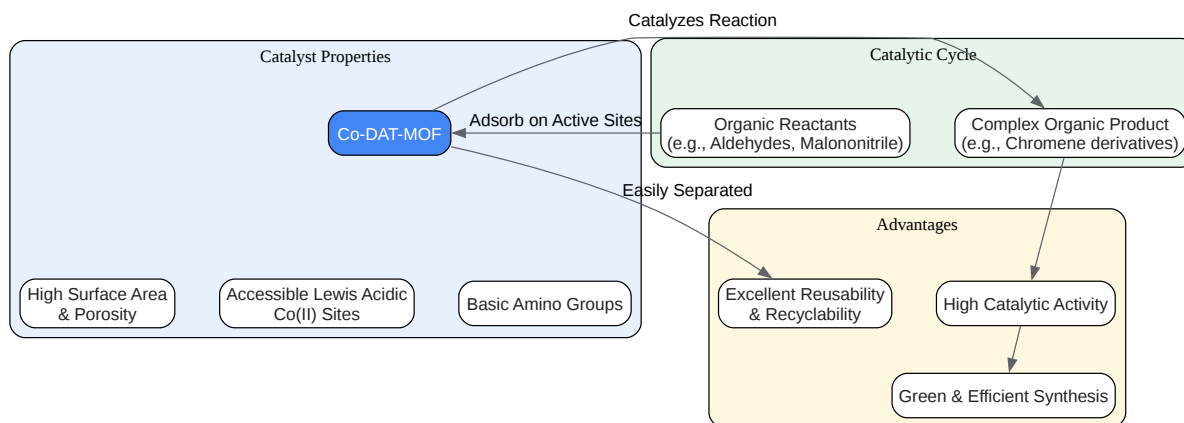 Catalyzes Reaction
Catalyst Properties
Catalytic Cycle
Co-DAT-MOF
Adsorb on Active Sites
Organic Reactants
(e.g., Aldehydes, Malononitrile)
Complex Organic Product
(e.g., Chromene derivatives)
Easily Separated
Advantages
High Surface Area
& Porosity
Accessible Lewis Acidic
Co(II) Sites
Basic Amino Groups
Excellent Reusability
& Recyclability
High Catalytic Activity
Green & Efficient Synthesis